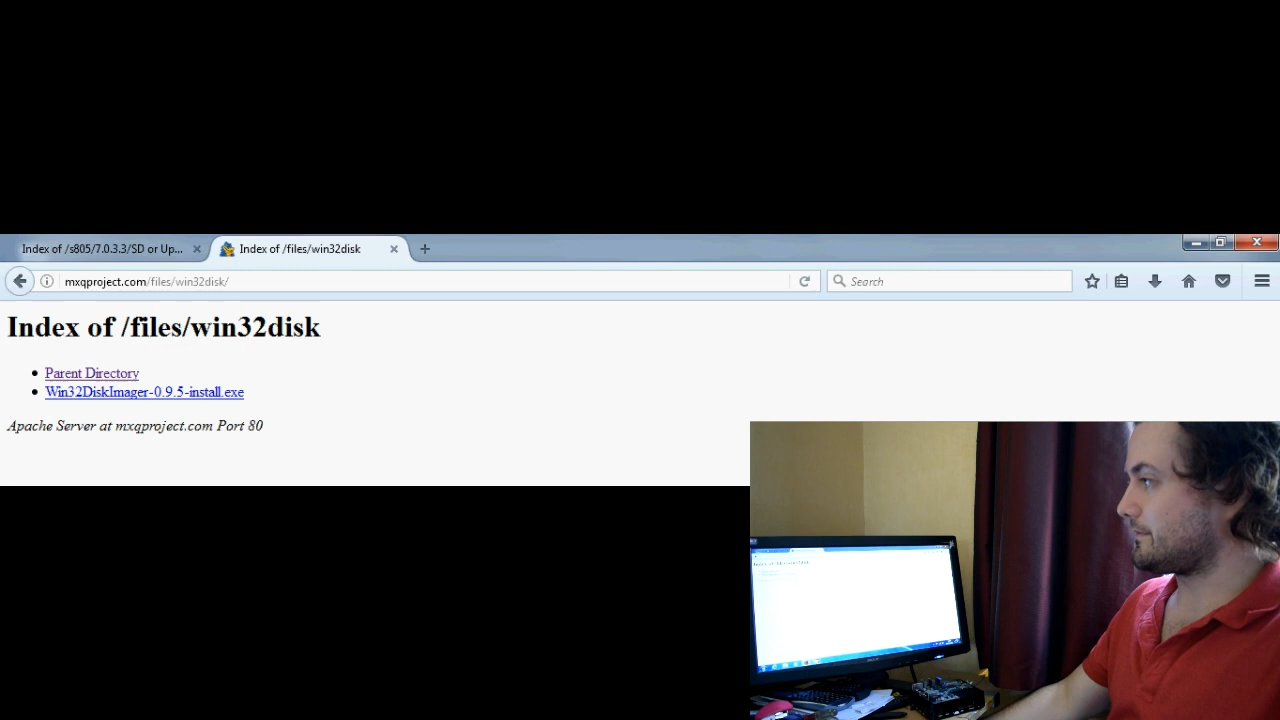 Index of /s805/7.0.3.3/SD or Up...
Index of /files/win32disk
mxqproject.com/files/win32disk/
Search
Index of /files/win32disk
Parent Directory
Win32DiskImager-0.9.5-install.exe
Apache Server at mxqproject.com Port 80